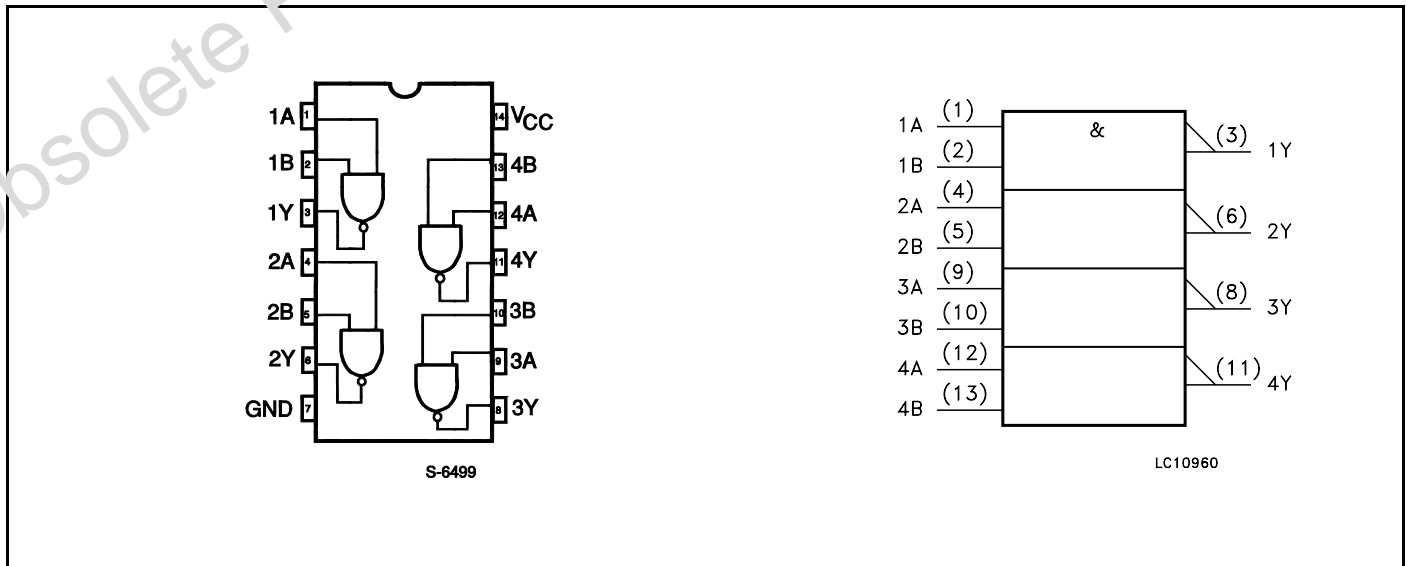 obsolete
1A 1
14 VCC
1B 2
13 4B
1Y 3
12 4A
2A 4
11 4Y
2B 5
10 3B
2Y 6
9 3A
GND 7
8 3Y
S-6499
&
1A (1)
1B (2)
2A (4)
2B (5)
3A (9)
3B (10)
4A (12)
4B (13)
(3) 1Y
(6) 2Y
(8) 3Y
(11) 4Y
LC10960